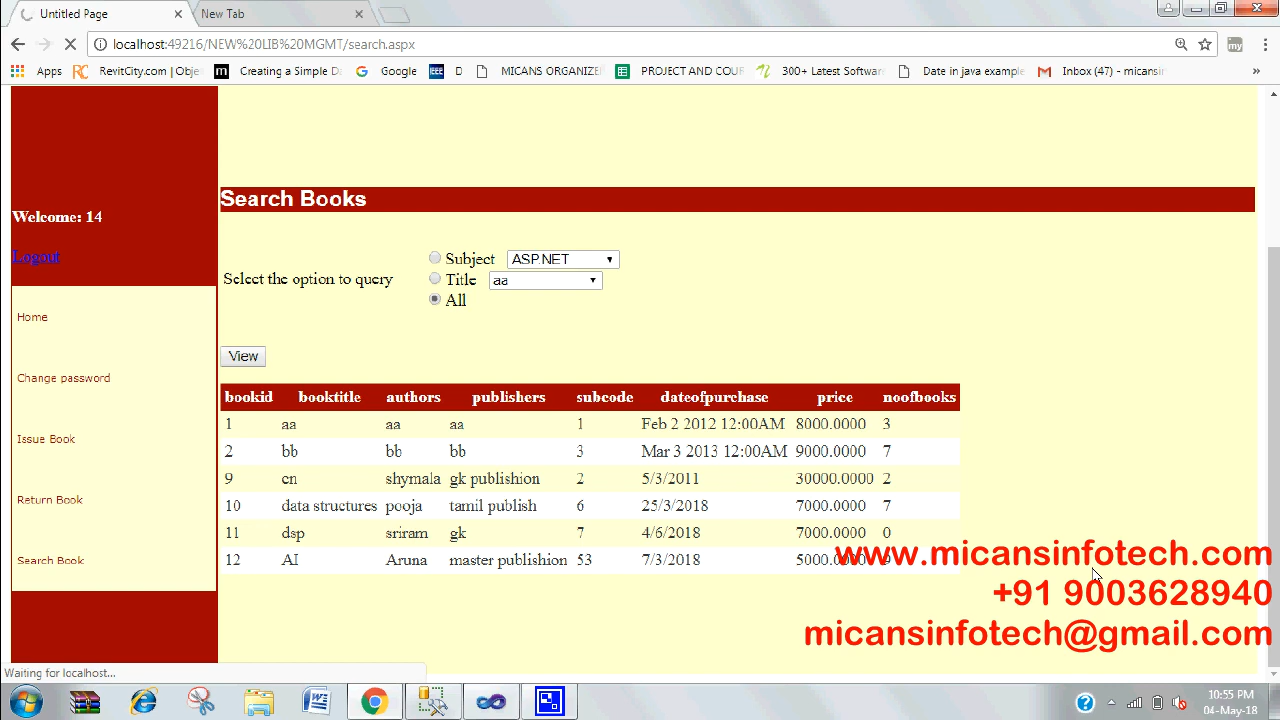 Untitled Page
New Tab
localhost:49216/NEW%20LIB%20MGMT/search.aspx
Apps RevitCity.com | Obje Creating a Simple D Google IEEE D MICANS ORGANIZE PROJECT AND COUR 300+ Latest Softwar Date in java example Inbox (47) - micansin »
Search Books
Welcome: 14
Logout
Subject ASP.NET
Select the option to query
Title aa
All
Home
View
Change password
bookid booktitle authors publishers subcode dateofpurchase price noofbooks
1 aa aa aa 1 Feb 2 2012 12:00AM 8000.0000 3
2 bb bb bb 3 Mar 3 2013 12:00AM 9000.0000 7
Issue Book
9 cn shymala gk publishion 2 5/3/2011 30000.0000 2
10 data structures pooja tamil publish 6 25/3/2018 7000.0000 7
Return Book
11 dsp sriram gk 7 4/6/2018 7000.0000 0
12 AI Aruna master publishion 53 7/3/2018 5000.0000 9
Search Book
www.micansinfotech.com
+91 9003628940
micansinfotech@gmail.com
Waiting for localhost...
10:55 PM
04-May-18